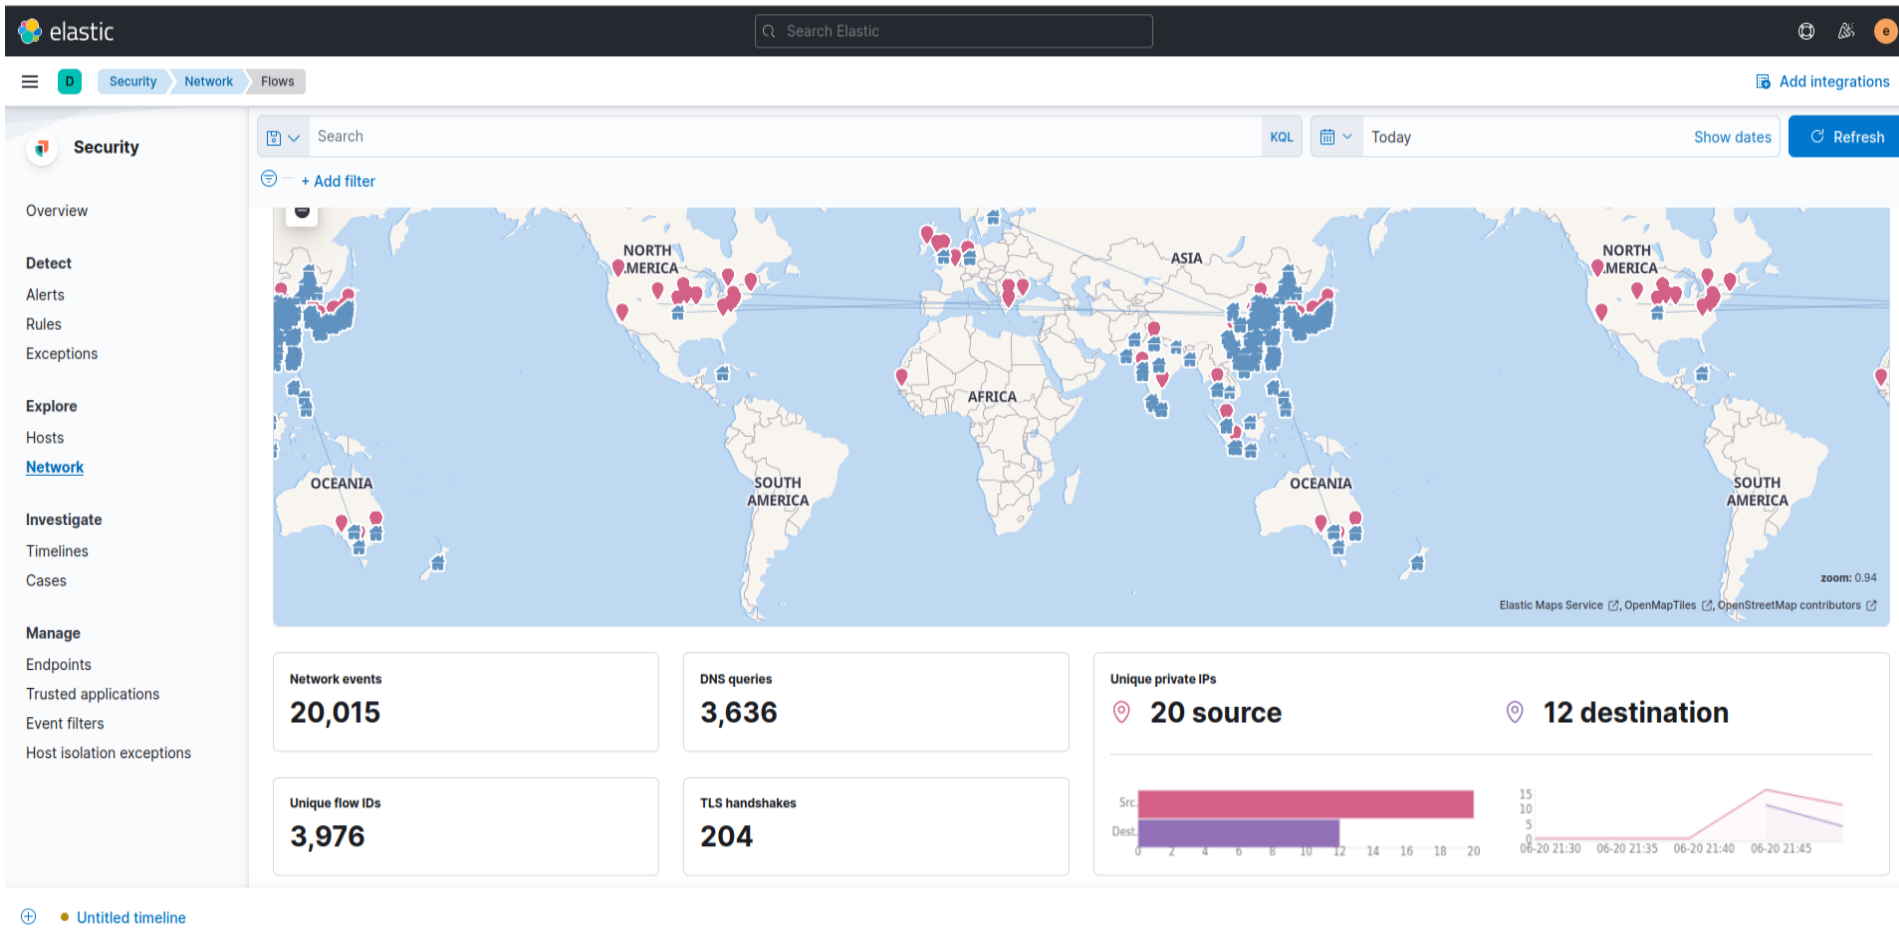 elastic
Search Elastic
e
D Security Network Flows
Add integrations
Security
Search
KQL
Today
Show dates
Refresh
+ Add filter
Overview
Detect
Alerts
Rules
Exceptions
Explore
Hosts
Network
Investigate
Timelines
Cases
Manage
Endpoints
Trusted applications
Event filters
Host isolation exceptions
NORTH
AMERICA
ASIA
NORTH
AMERICA
AFRICA
OCEANIA
SOUTH
AMERICA
OCEANIA
SOUTH
AMERICA
zoom: 0.94
Elastic Maps Service , OpenMapTiles , OpenStreetMap contributors
Network events
20,015
DNS queries
3,636
Unique private IPs
20 source
12 destination
Unique flow IDs
3,976
TLS handshakes
204
Src.
Dest.
0 2 4 6 8 10 12 14 16 18 20
15
10
5
0
06-20 21:30 06-20 21:35 06-20 21:40 06-20 21:45
Untitled timeline